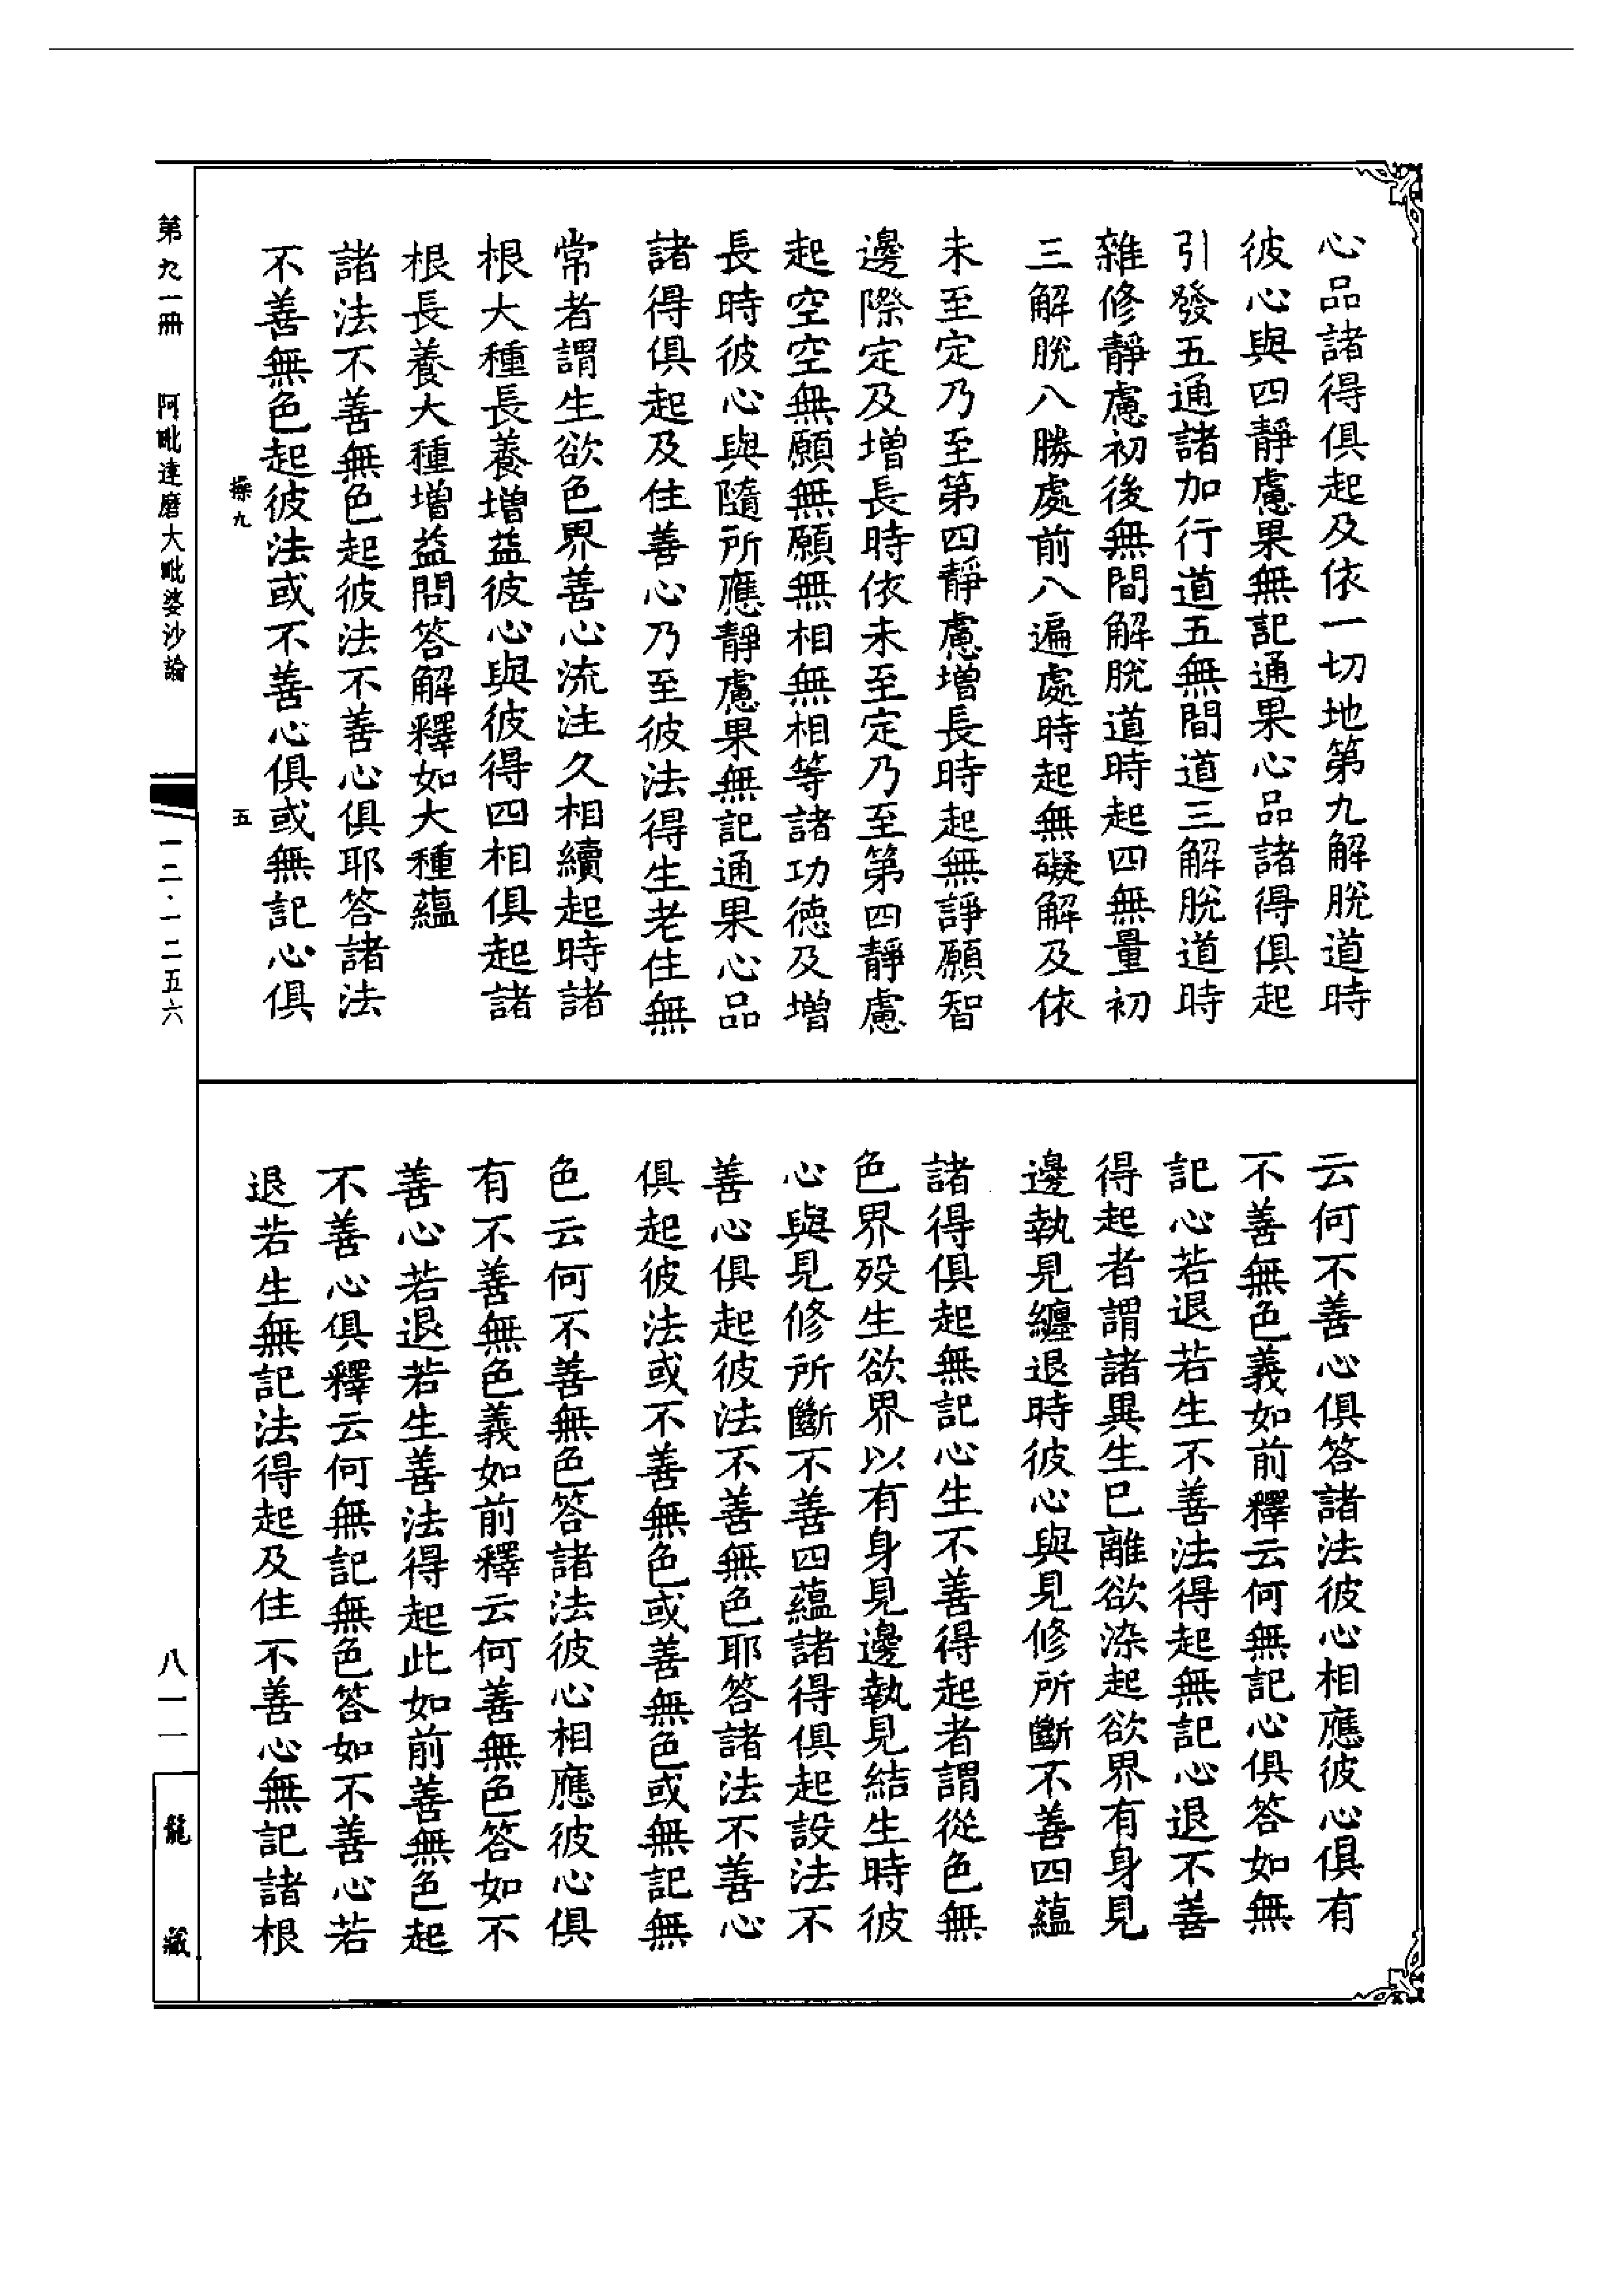 心品諸得俱起及依一切地第九解脫道時
彼心與四靜慮果無記通果心品諸得俱起
引發五通諸加行道五無間道三解脫道時
雜修靜慮初後無間解脫道時起四無量初
三解脫八勝處前八遍處時起無礙解及依
未至定乃至第四靜慮增長時起無諍願智
邊際定及增長時依未至定乃至第四靜慮
起空空無願無願無相無相等諸功德及增
長時彼心與隨所應靜慮果無記通果心品
諸得俱起及住善心乃至彼法得生老住無
常者謂生欲色界善心流注久相續起時諸
根大種長養增益彼心與彼得四相俱起諸
根長養大種增益問答解釋如大種蘊
諸法不善無色起彼法不善心俱耶答諸法
不善無色起彼法或不善心俱或無記心俱
操九 五
云何不善心俱答諸法彼心相應彼心俱有
不善無色義如前釋云何無記心俱答如無
記心若退若生不善法得起無記心退不善
得起者謂諸異生已離欲染起欲界有身見
邊執見纏退時彼心與見修所斷不善四蘊
諸得俱起無記心生不善得起者謂從色無
色界歿生欲界以有身見邊執見結生時彼
心與見修所斷不善四蘊諸得俱起設法不
善心俱起彼法不善無色耶答諸法不善心
俱起彼法或不善無色或善無色或無記無
色云何不善無色答諸法彼心相應彼心俱
有不善無色義如前釋云何善無色答如不
善心若退若生善法得起此如前善無色起
不善心俱釋云何無記無色答如不善心若
退若生無記法得起及住不善心無記諸根
第九一冊 阿毗達磨大毗婆沙論 一二·一二五六 八一一 龍藏